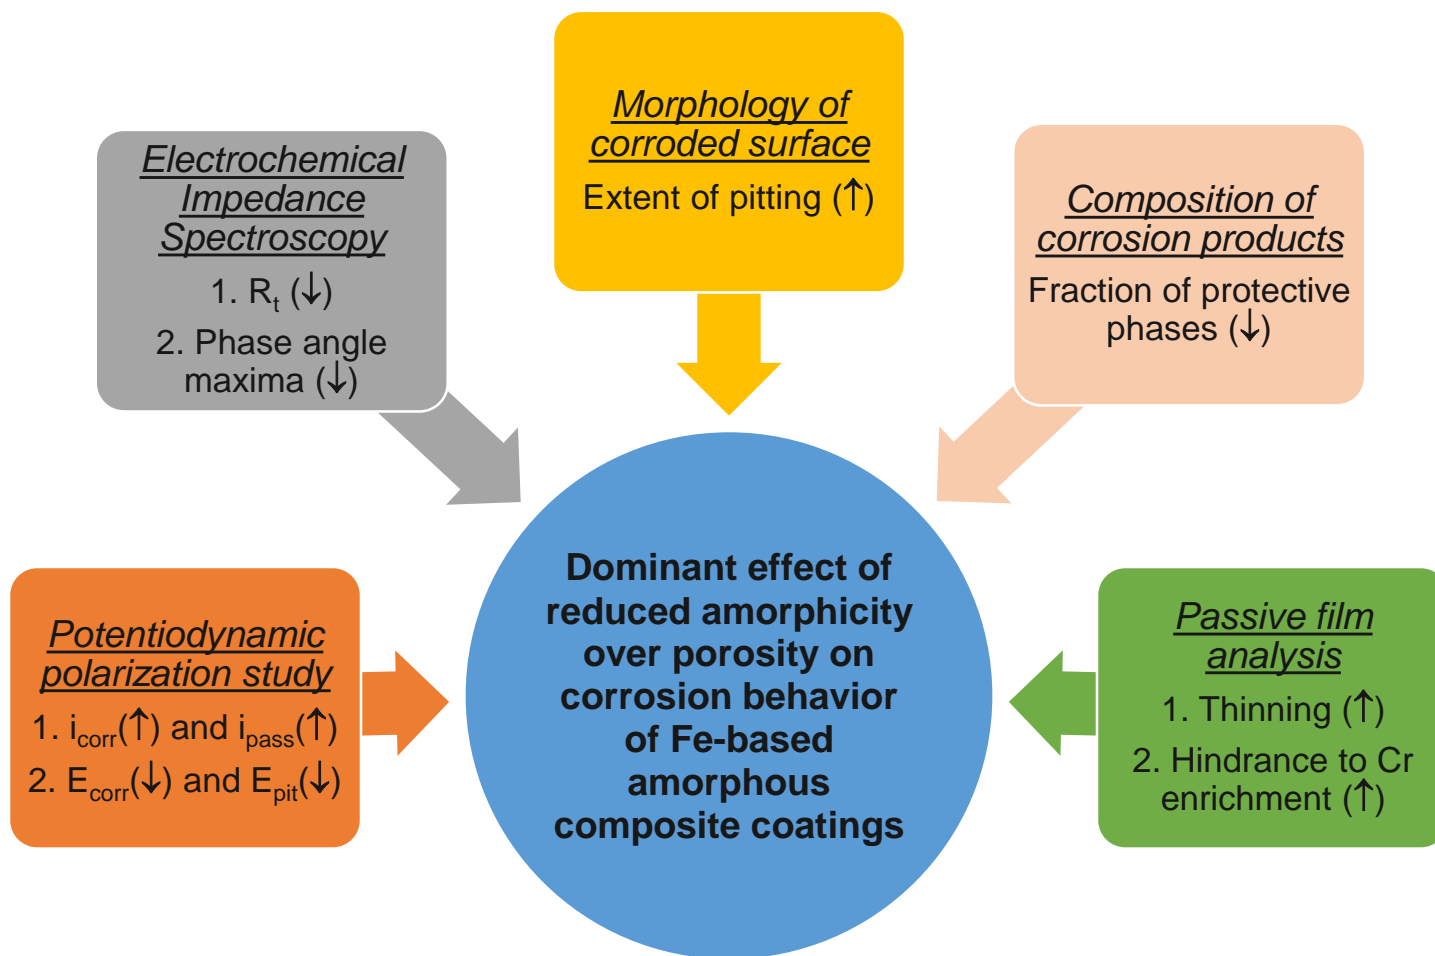 Morphology of
corroded surface
Extent of pitting (↑)
Electrochemical
Impedance
Spectroscopy
1. Rt (↓)
2. Phase angle
maxima (↓)
Composition of
corrosion products
Fraction of protective
phases (↓)
Potentiodynamic
polarization study
1. icorr(↑) and ipass(↑)
2. Ecorr(↓) and Epit(↓)
Dominant effect of
reduced amorphicity
over porosity on
corrosion behavior
of Fe-based
amorphous
composite coatings
Passive film
analysis
1. Thinning (↑)
2. Hindrance to Cr
enrichment (↑)